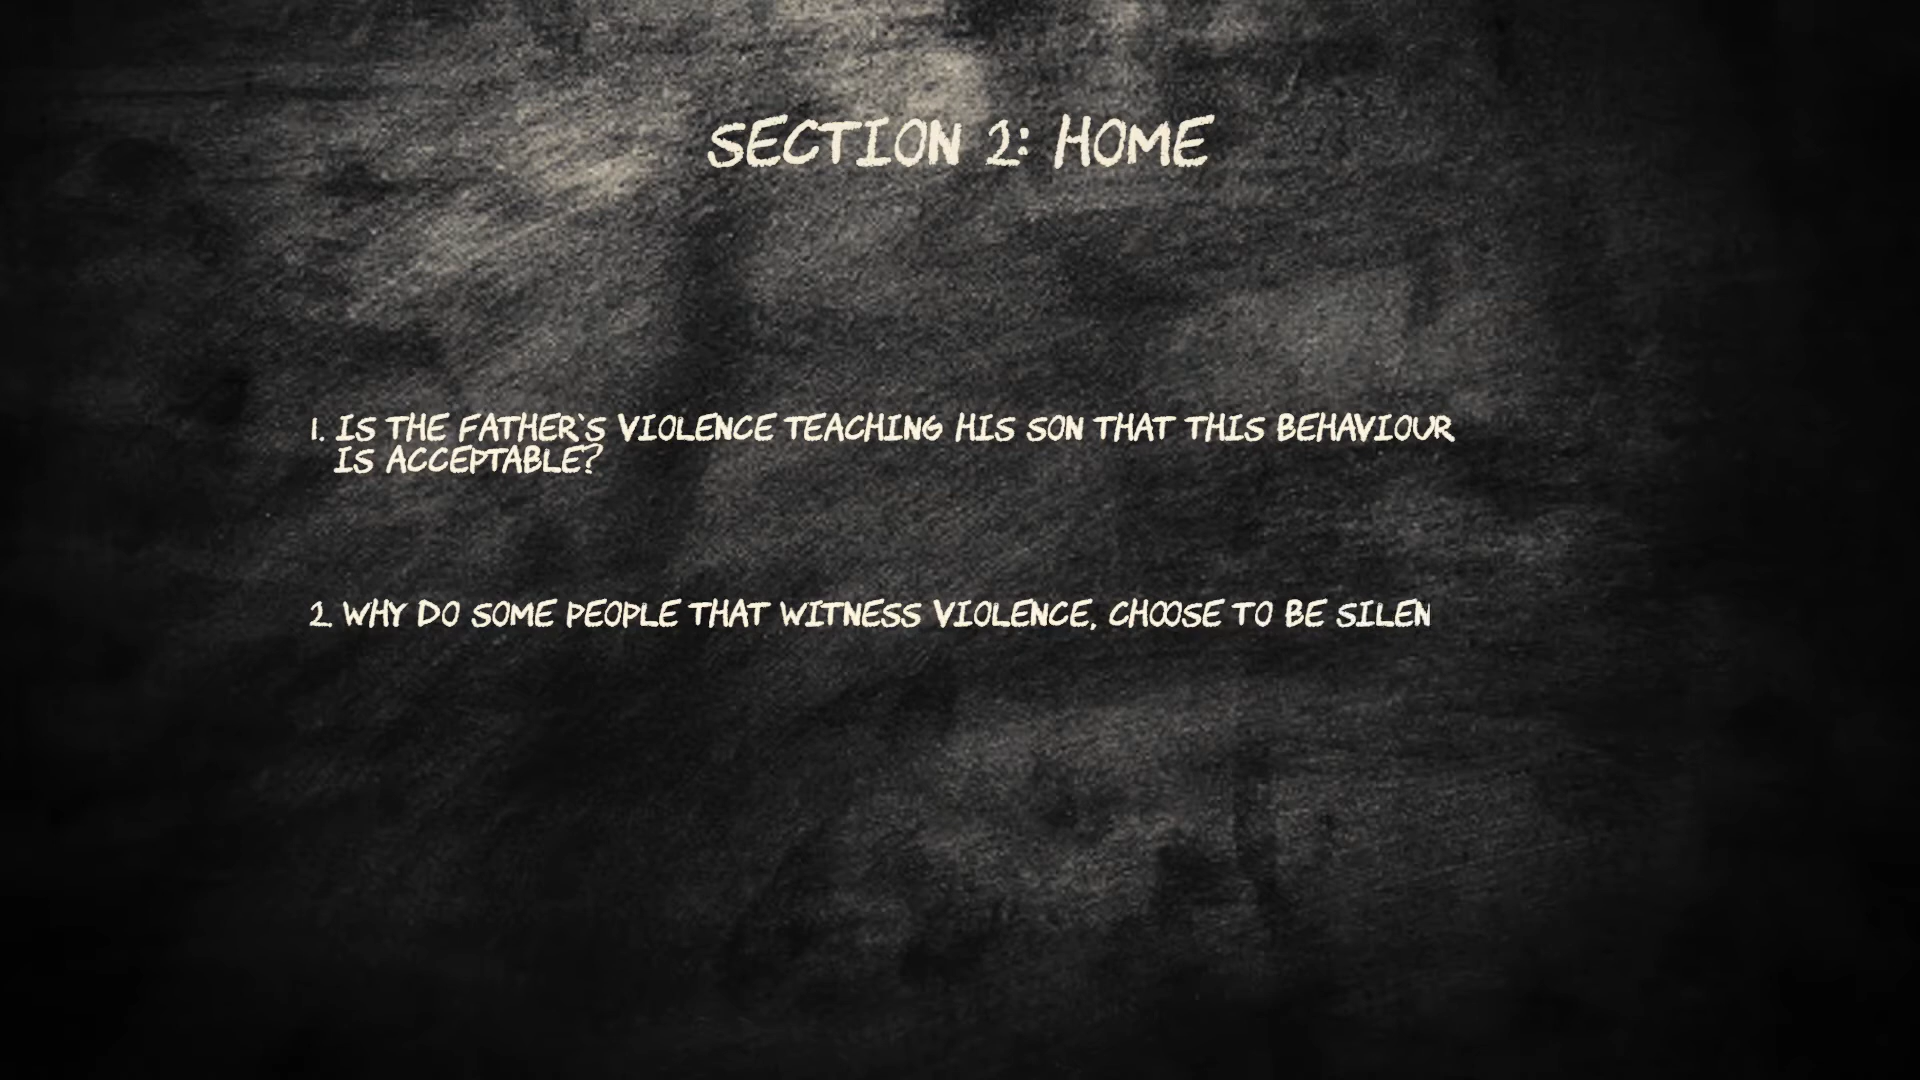 SECTION 2: HOME
1. IS THE FATHER'S VIOLENCE TEACHING HIS SON THAT THIS BEHAVIOUR
IS ACCEPTABLE?
2. WHY DO SOME PEOPLE THAT WITNESS VIOLENCE, CHOOSE TO BE SILEN